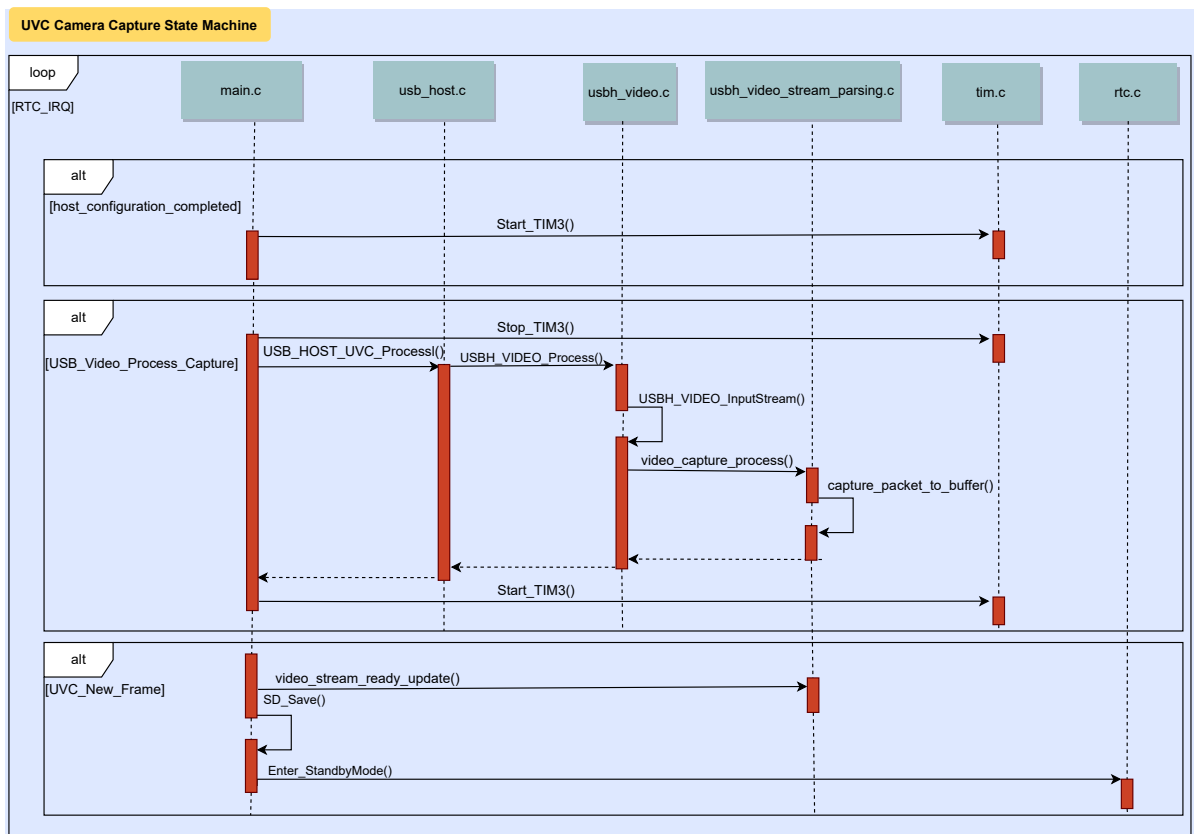 UVC Camera Capture State Machine
loop
[RTC_IRQ]
main.c
usb_host.c
usbh_video.c
usbh_video_stream_parsing.c
tim.c
rtc.c
alt
[host_configuration_completed]
Start_TIM3()
alt
[USB_Video_Process_Capture]
Stop_TIM3()
USB_HOST_UVC_Processl()
USBH_VIDEO_Process()
USBH_VIDEO_InputStream()
video_capture_process()
capture_packet_to_buffer()
Start_TIM3()
alt
[UVC_New_Frame]
video_stream_ready_update()
SD_Save()
Enter_StandbyMode()